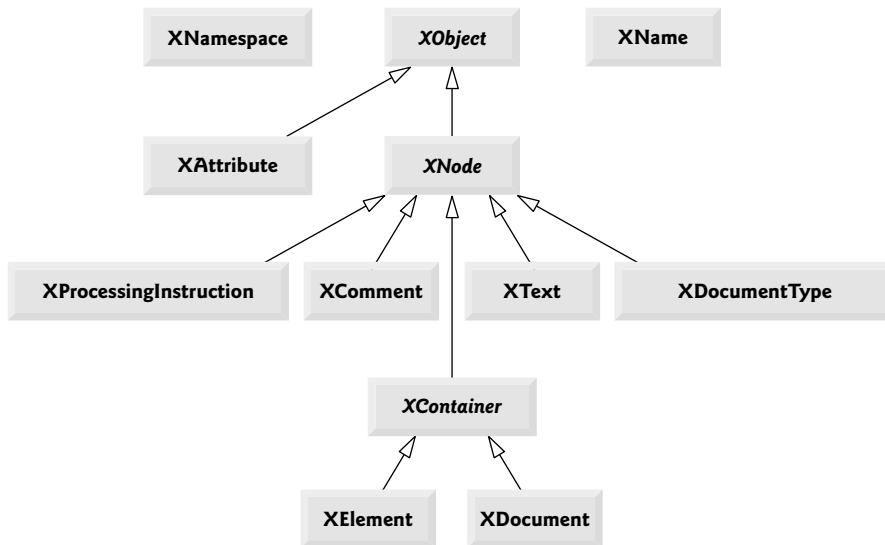 XNamespace
XObject
XName
XAttribute
XNode
XProcessingInstruction
XComment
XText
XDocumentType
XContainer
XElement
XDocument